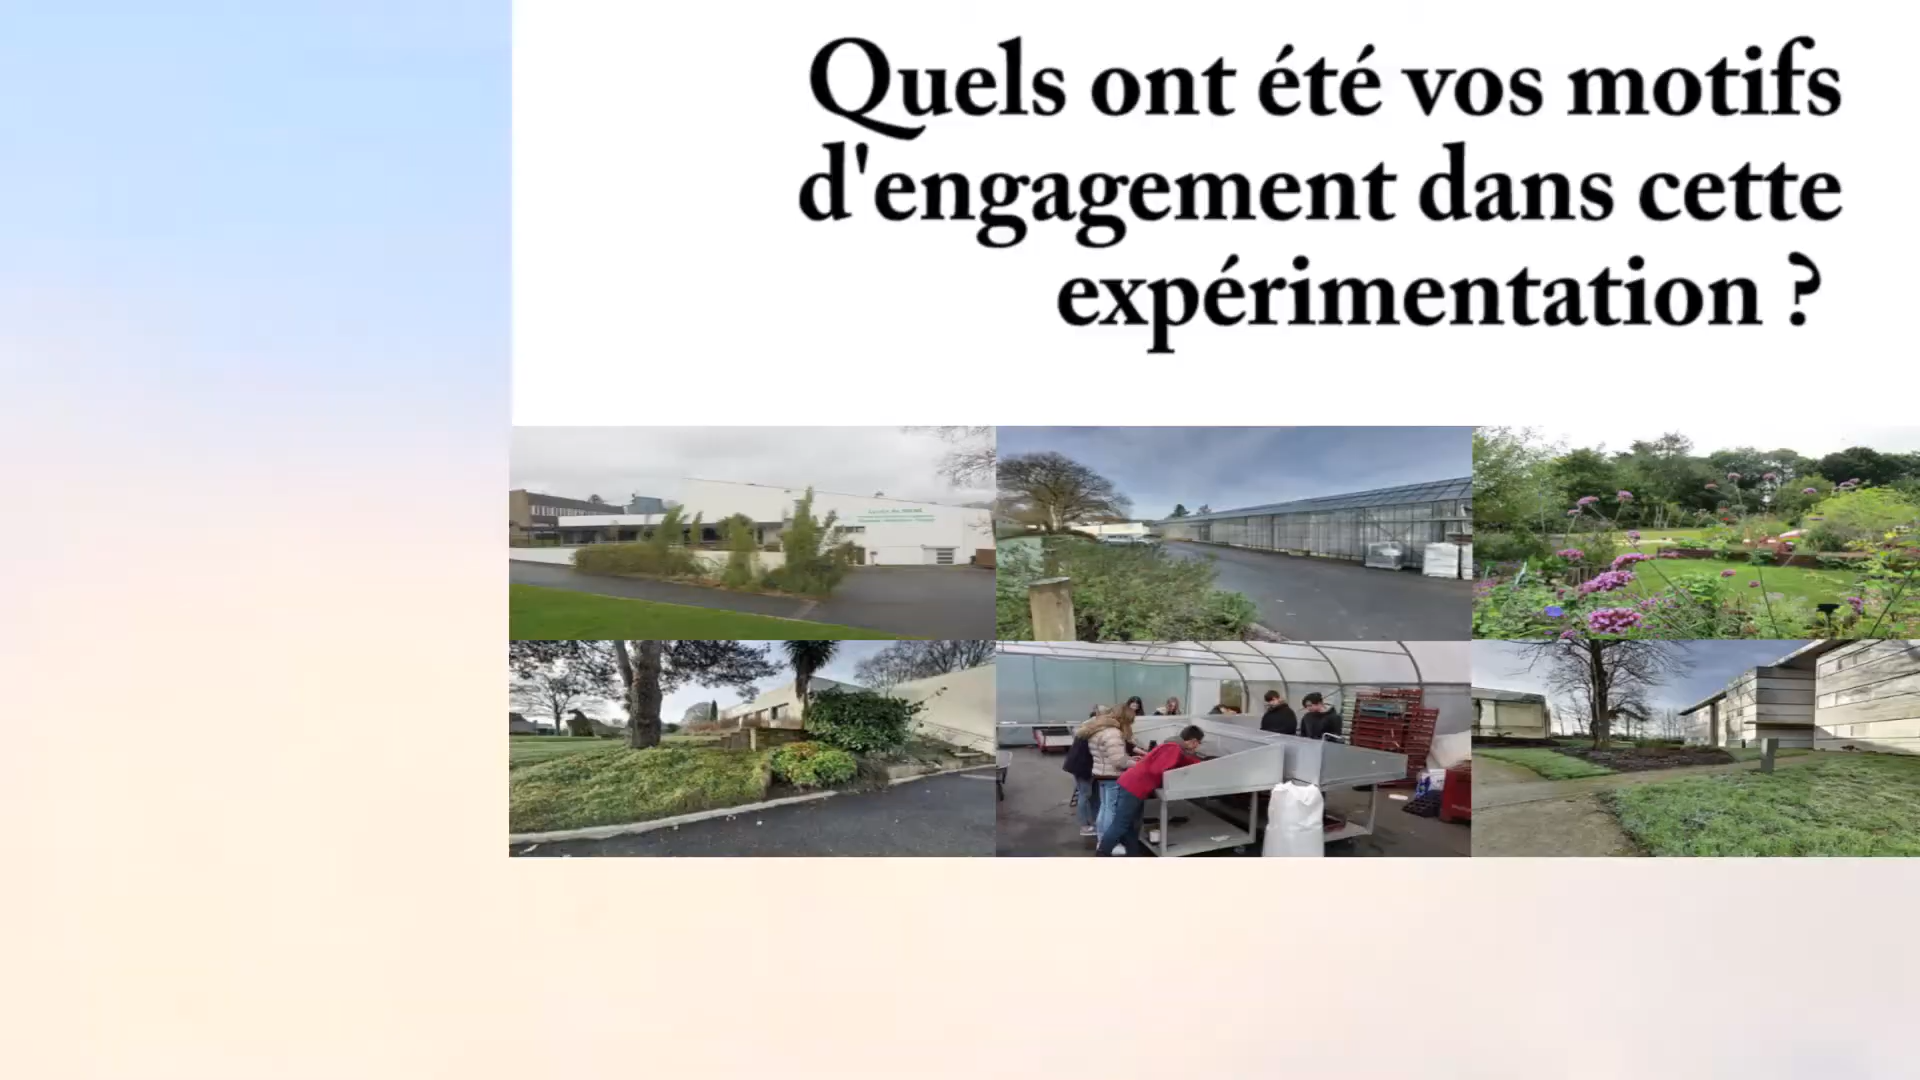 Quels ont été vos motifs
d'engagement dans cette
expérimentation ?